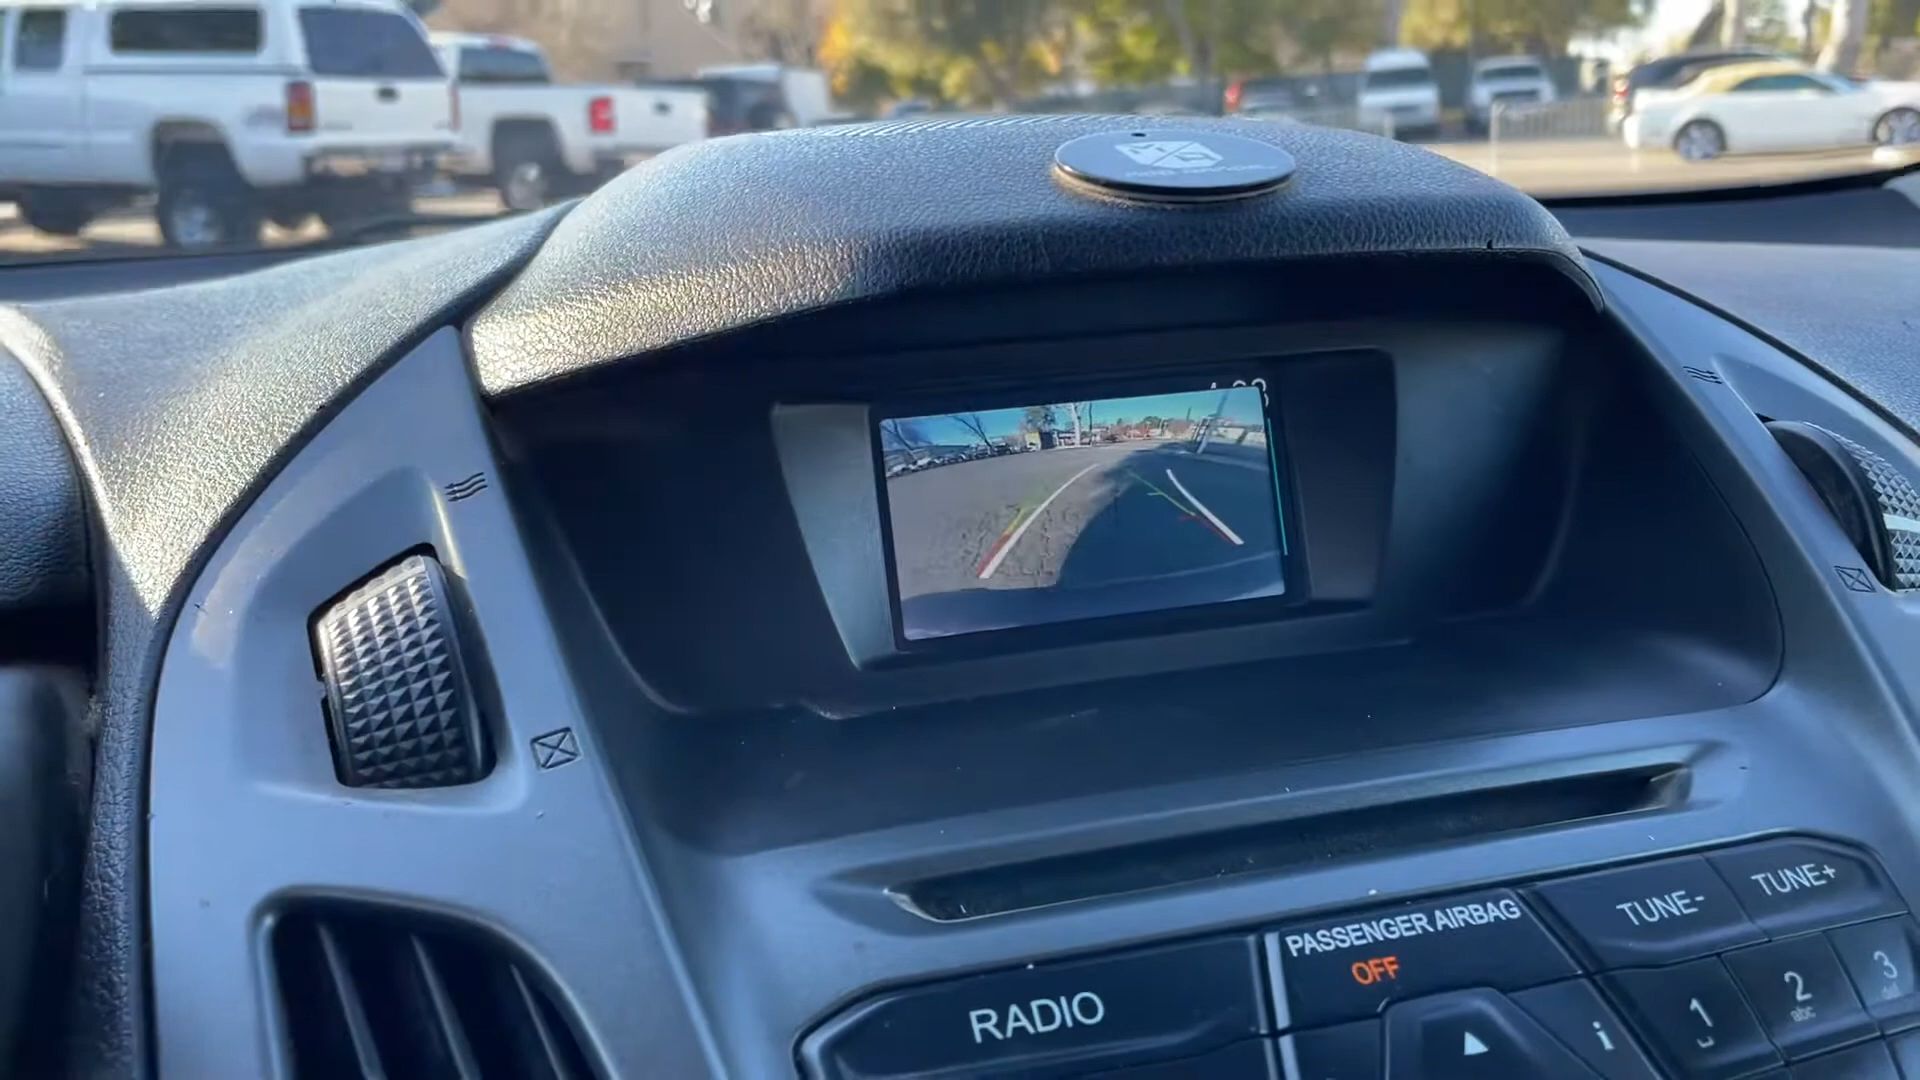 PASSENGER AIRBAG
OFF
TUNE-
TUNE+
RADIO
i
1
2
abc
3